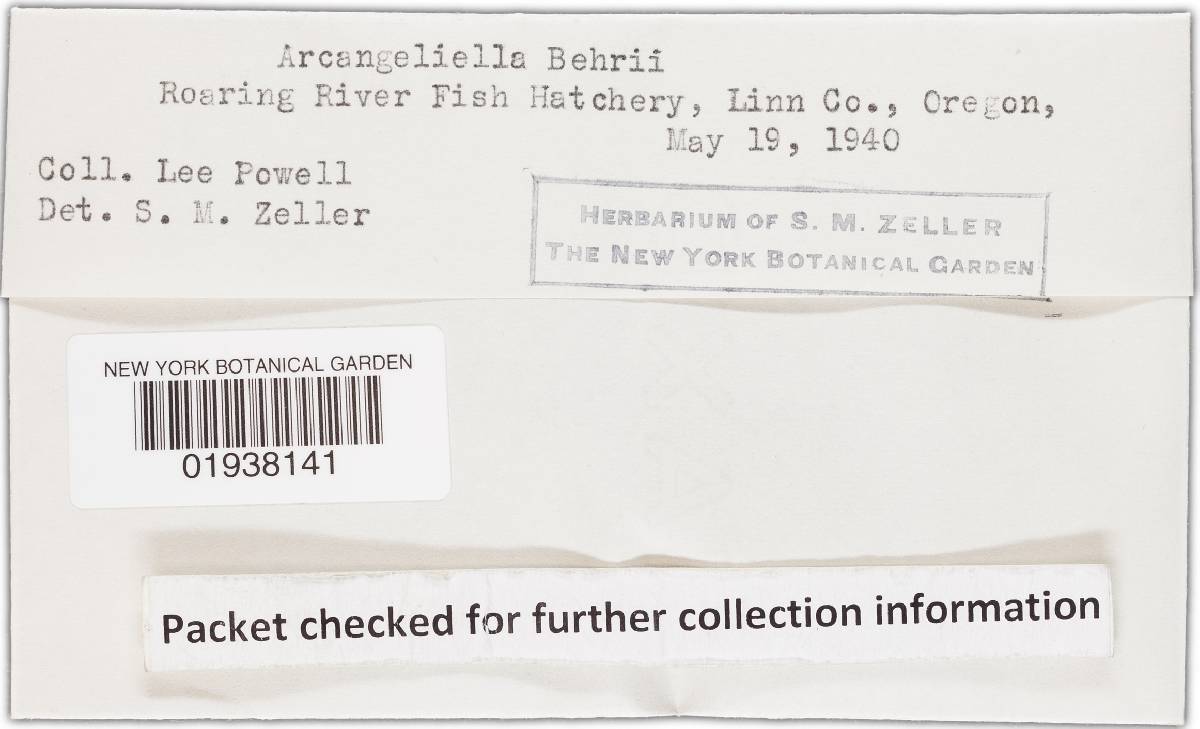 Arcangeliella Behrii
Roaring River Fish Hatchery, Linn Co., Oregon,
May 19, 1940
Coll. Lee Powell
Det. S. M. Zeller
HERBARIUM OF S. M. ZELLER
THE NEW YORK BOTANICAL GARDEN
NEW YORK BOTANICAL GARDEN
01938141
Packet checked for further collection information